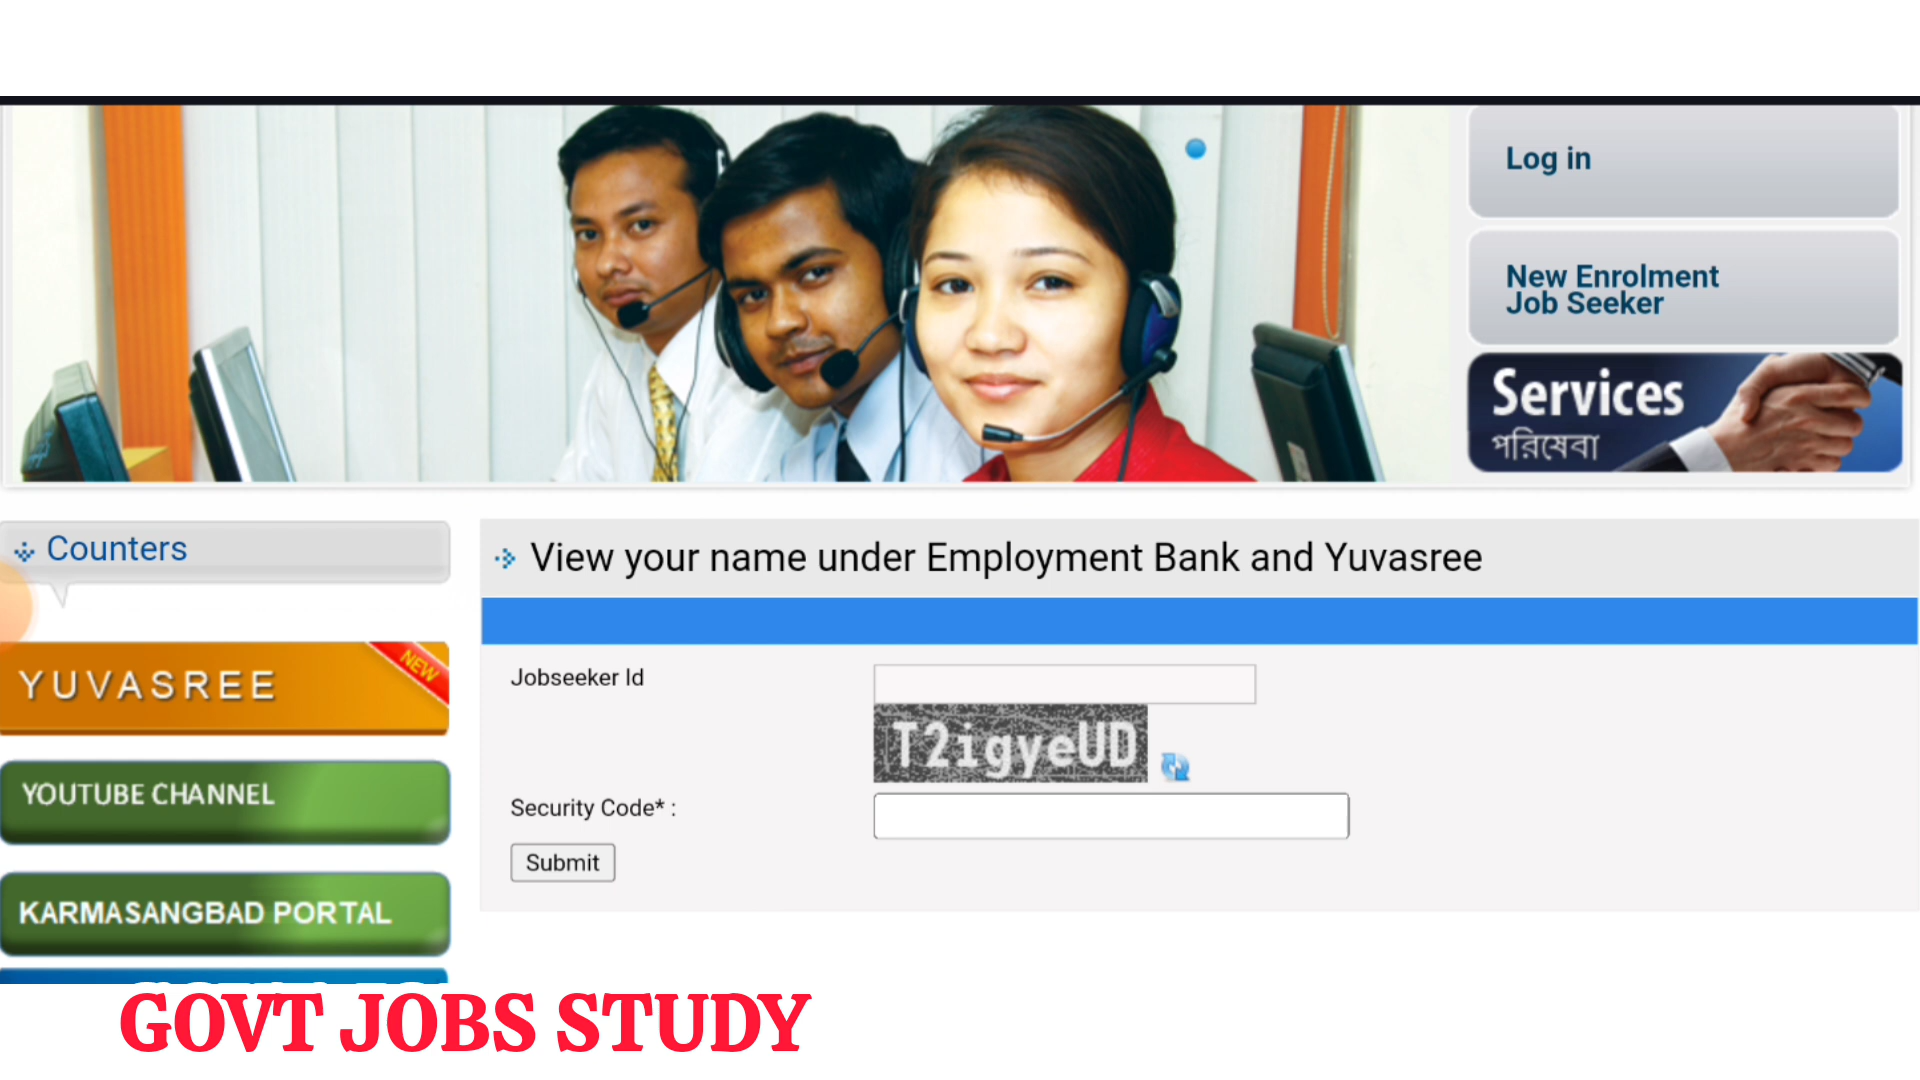 Log in
New Enrolment
Job Seeker
Services
পরিষেবা
Counters
View your name under Employment Bank and Yuvasree
YUVASREE
NEW
Jobseeker Id
T2igyeUD
YOUTUBE CHANNEL
Security Code* :
Submit
KARMASANGBAD PORTAL
GOVT JOBS STUDY